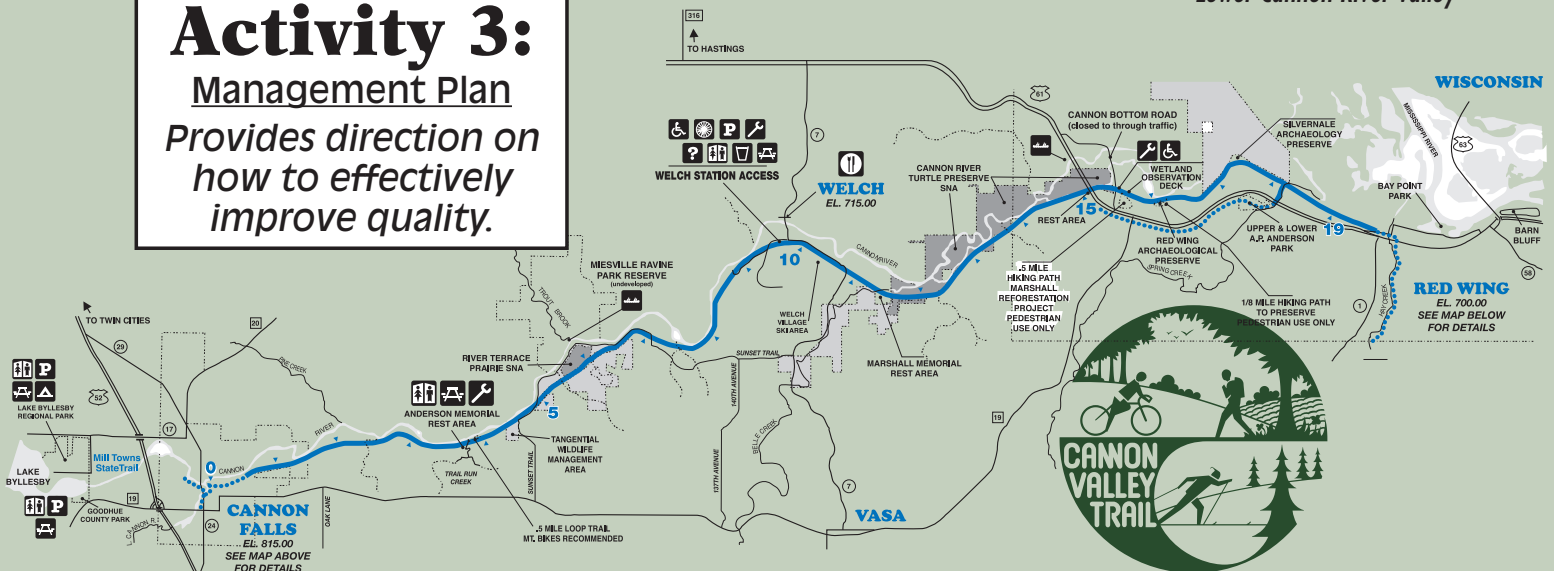 Lower Cannon River Valley
Activity 3:
Management Plan
Provides direction on
how to effectively
improve quality.
316
TO HASTINGS
61
WISCONSIN
CANNON BOTTOM ROAD
(closed to through traffic)
SILVERNALE
ARCHAEOLOGY
PRESERVE
MISSISSIPPI RIVER
63
P
?
WELCH STATION ACCESS
7
WELCH
EL. 715.00
CANNON RIVER
TURTLE PRESERVE
SNA
WETLAND
OBSERVATION
DECK
BAY POINT
PARK
15
REST AREA
RED WING
ARCHAEOLOGICAL
PRESERVE
UPPER & LOWER
A.P. ANDERSON
PARK
19
BARN
BLUFF
58
MIESVILLE RAVINE
PARK RESERVE
(undeveloped)
TROUT BROOK
10
CANNON RIVER
.5 MILE
HIKING PATH
MARSHALL
REFORESTATION
PROJECT
PEDESTRIAN
USE ONLY
SPRING CREEK
1/8 MILE HIKING PATH
TO PRESERVE
PEDESTRIAN USE ONLY
1
HAY CREEK
RED WING
EL. 700.00
SEE MAP BELOW
FOR DETAILS
TO TWIN CITIES
20
29
WELCH
VILLAGE
SKI AREA
SUNSET TRAIL
MARSHALL MEMORIAL
REST AREA
RIVER TERRACE
PRAIRIE SNA
PINE CREEK
P
52
LAKE BYLLESBY
REGIONAL PARK
17
ANDERSON MEMORIAL
REST AREA
5
140TH AVENUE
19
BELLE CREEK
CANNON
RIVER
TANGENTIAL
WILDLIFE
MANAGEMENT
AREA
Mill Towns
StateTrail
0
LAKE
BYLLESBY
TRAIL RUN
CREEK
SUNSET TRAIL
137TH AVENUE
CANNON
VALLEY
TRAIL
P
19
GOODHUE
COUNTY PARK
24
CANNON
FALLS
EL. 815.00
SEE MAP ABOVE
FOR DETAILS
OAK LANE
7
VASA
.5 MILE LOOP TRAIL
MT. BIKES RECOMMENDED